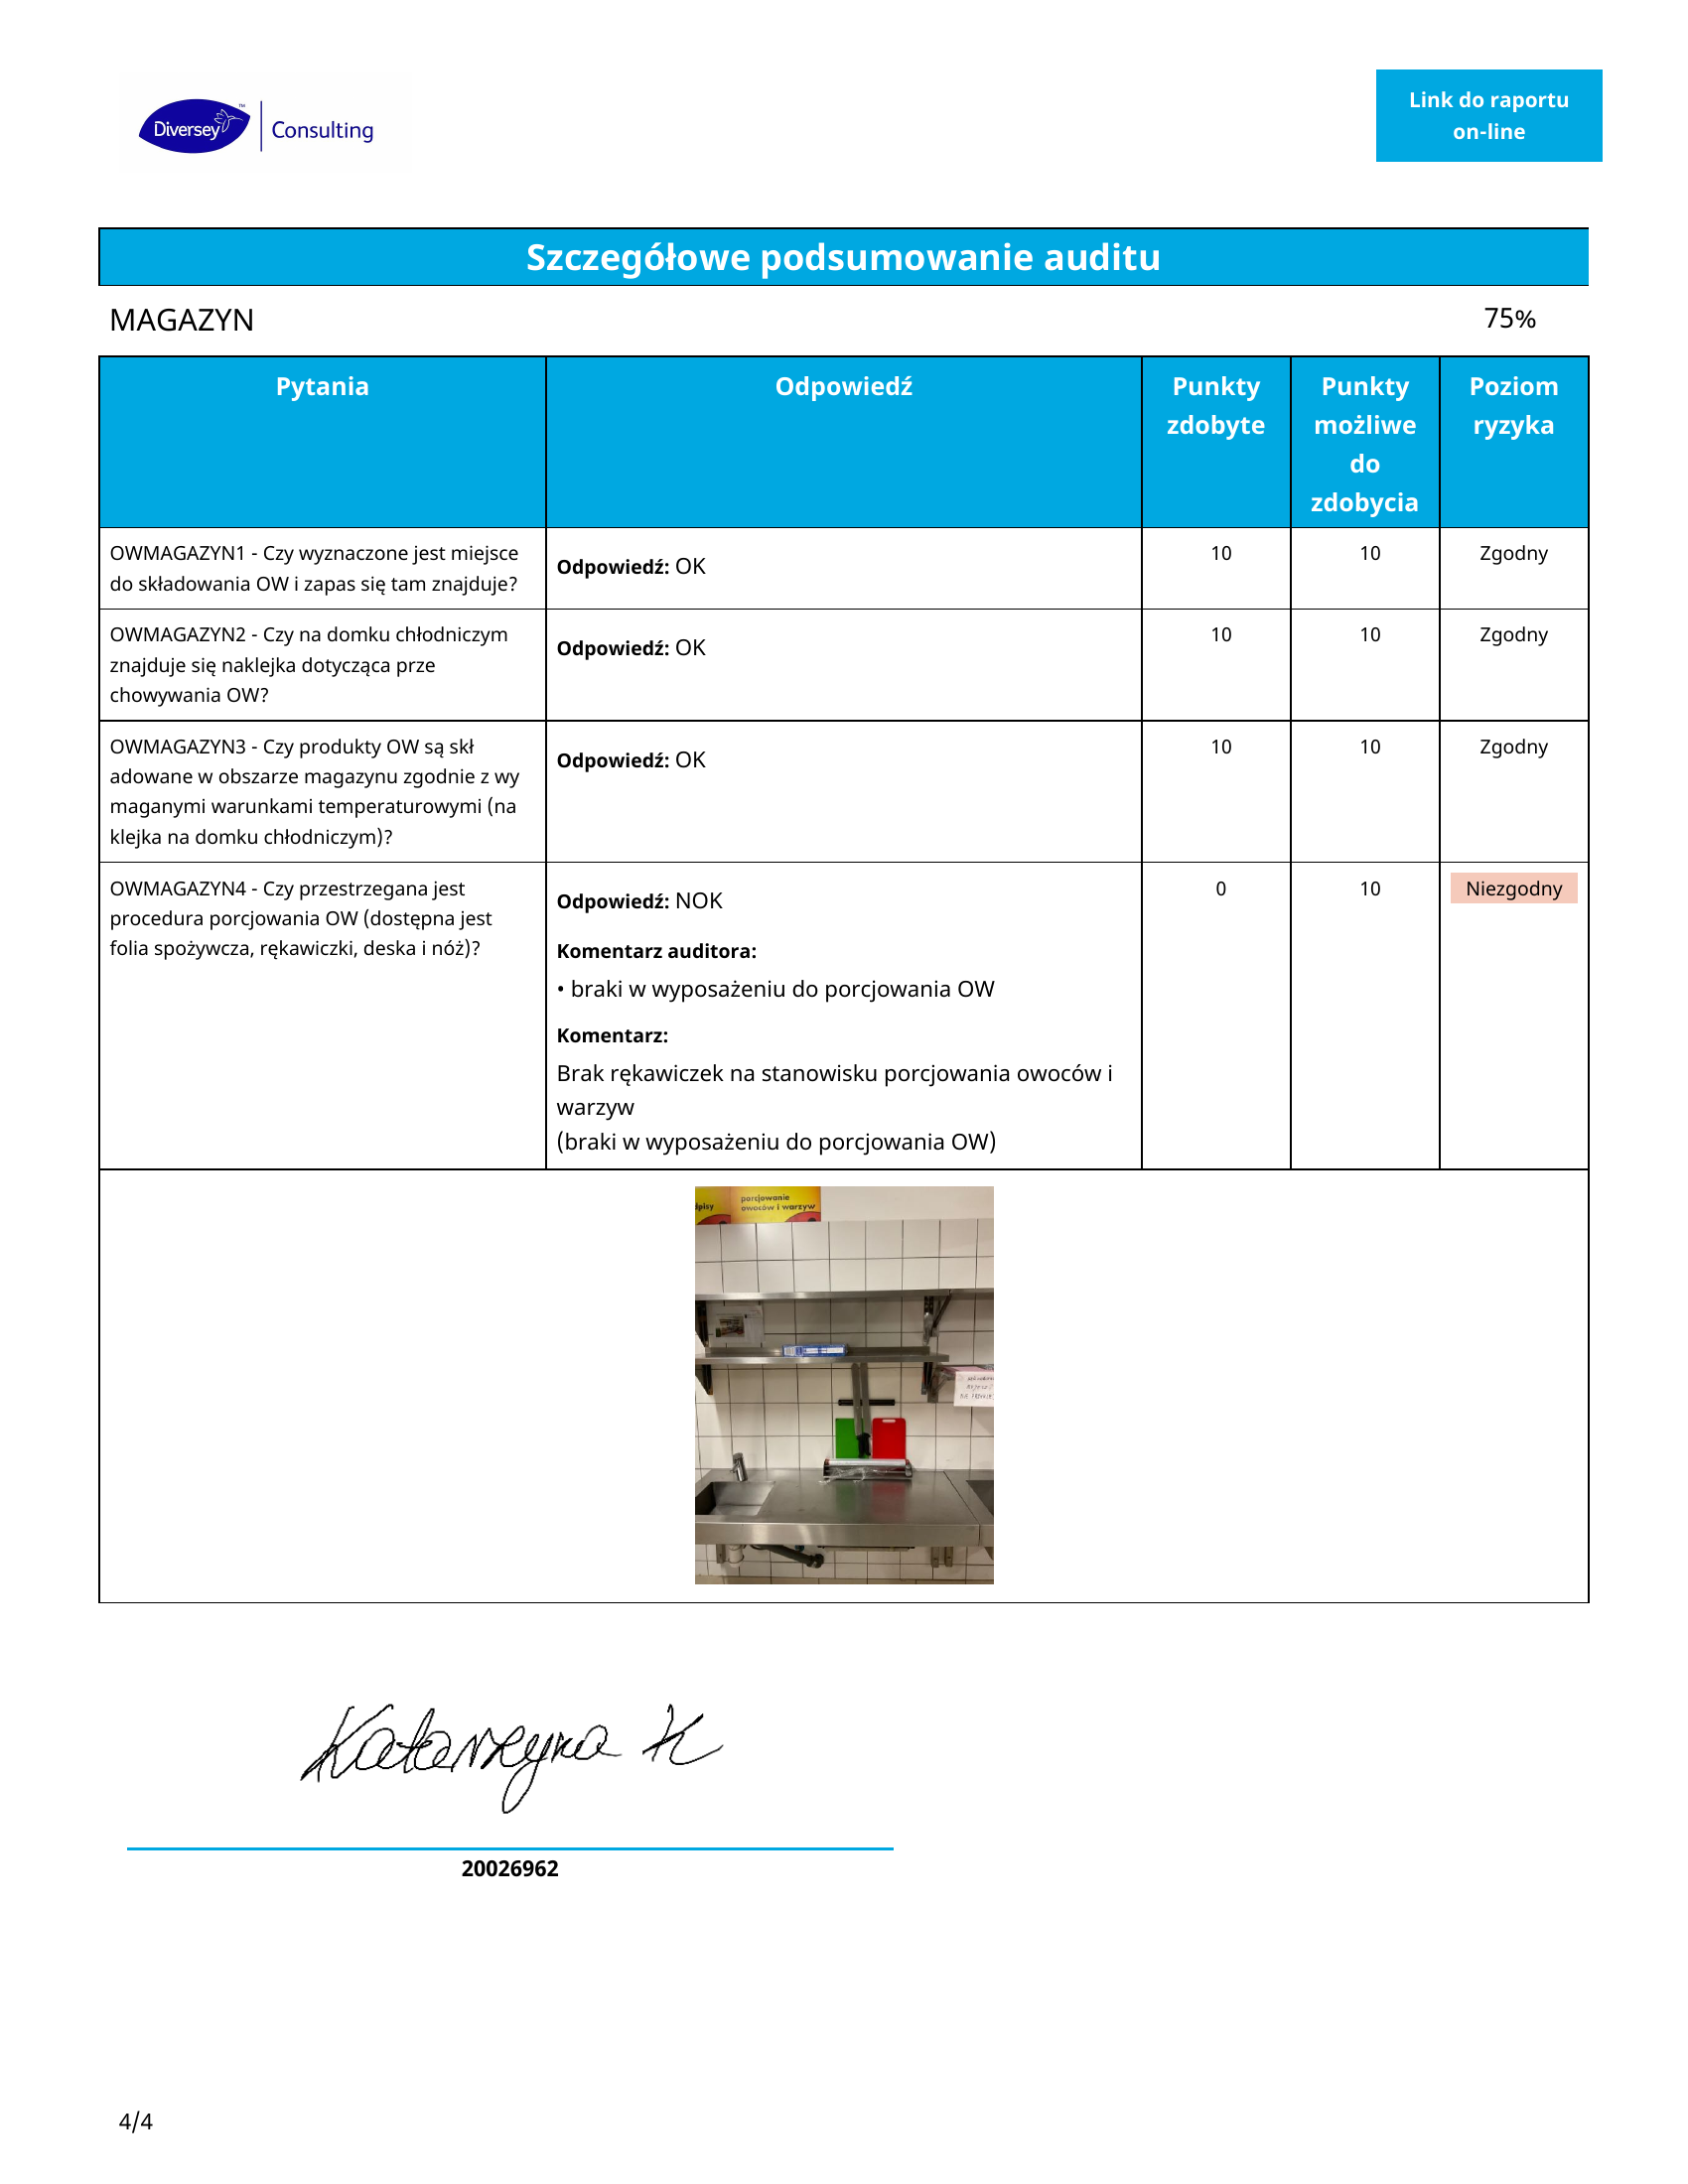 Diversey™
Consulting
Link do raportu
on-line
Szczegółowe podsumowanie auditu
MAGAZYN
75%
Pytania
Odpowiedź
Punkty
zdobyte
Punkty
możliwe
do
zdobycia
Poziom
ryzyka
OWMAGAZYN1 - Czy wyznaczone jest miejsce
do składowania OW i zapas się tam znajduje?
Odpowiedź: OK
10
10
Zgodny
OWMAGAZYN2 - Czy na domku chłodniczym
znajduje się naklejka dotycząca prze
chowywania OW?
Odpowiedź: OK
10
10
Zgodny
OWMAGAZYN3 - Czy produkty OW są skł
adowane w obszarze magazynu zgodnie z wy
maganymi warunkami temperaturowymi (na
klejka na domku chłodniczym)?
Odpowiedź: OK
10
10
Zgodny
OWMAGAZYN4 - Czy przestrzegana jest
procedura porcjowania OW (dostępna jest
folia spożywcza, rękawiczki, deska i nóż)?
Odpowiedź: NOK
Komentarz auditora:
• braki w wyposażeniu do porcjowania OW
Komentarz:
Brak rękawiczek na stanowisku porcjowania owoców i
warzyw
(braki w wyposażeniu do porcjowania OW)
0
10
Niezgodny
porcjowanie
owoców i warzyw
Katarzyna K
20026962
4/4